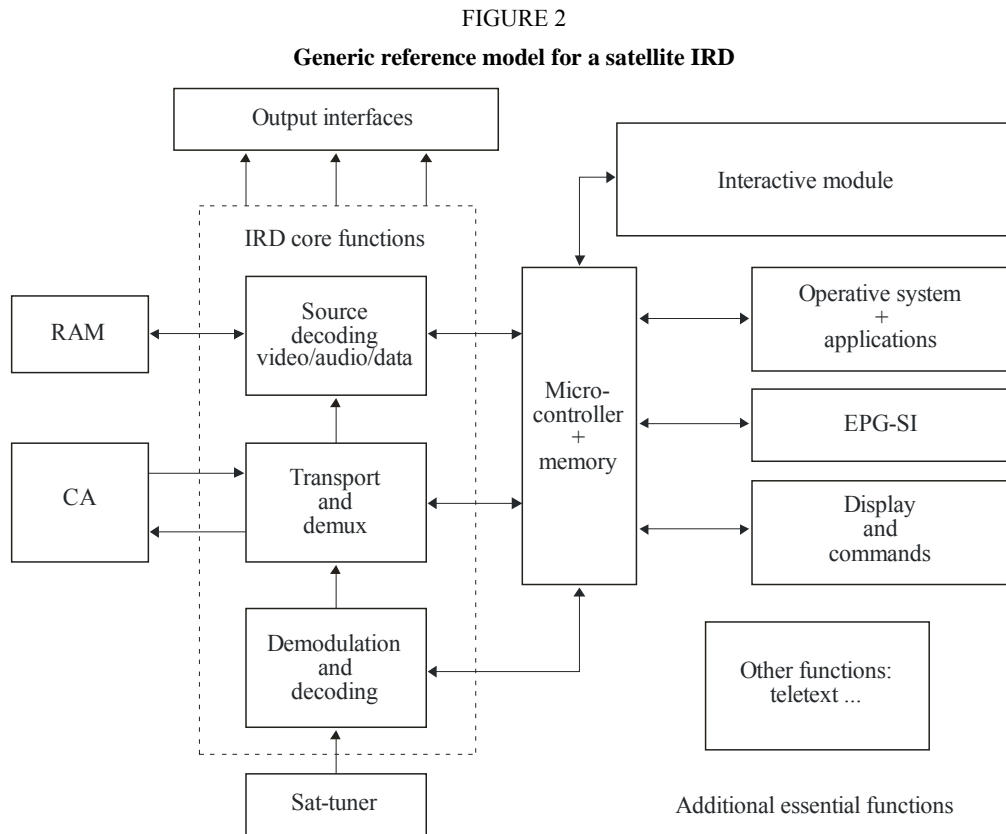 FIGURE 2
Generic reference model for a satellite IRD
Output interfaces
Interactive module
IRD core functions
RAM
Source
decoding
video/audio/data
Operative system
+
applications
Micro-
controller
+
memory
EPG-SI
CA
Transport
and
demux
Display
and
commands
Demodulation
and
decoding
Other functions:
teletext ...
Sat-tuner
Additional essential functions